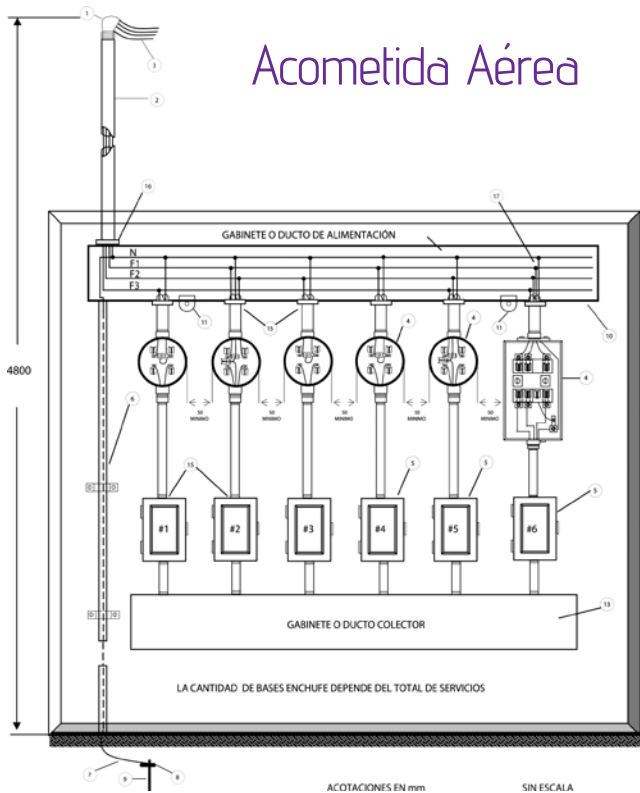 Acometida Aérea
1
3
2
16
17
GABINETE O DUCTO DE ALIMENTACIÓN
N
F1
F2
F3
11
15
4
4
11
10
4
4800
6
50
MINIMO
50
MINIMO
50
MINIMO
50
MINIMO
50
MINIMO
15
5
5
5
#1
#2
#3
#4
#5
#6
13
GABINETE O DUCTO COLECTOR
LA CANTIDAD DE BASES ENCHUFE DEPENDE DEL TOTAL DE SERVICIOS
7
9
8
ACOTACIONES EN mm
SIN ESCALA